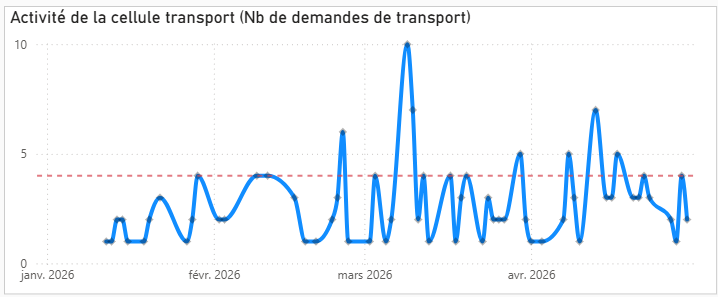 Activité de la cellule transport (Nb de demandes de transport)
10
5
0
janv. 2026 févr. 2026 mars 2026 avr. 2026